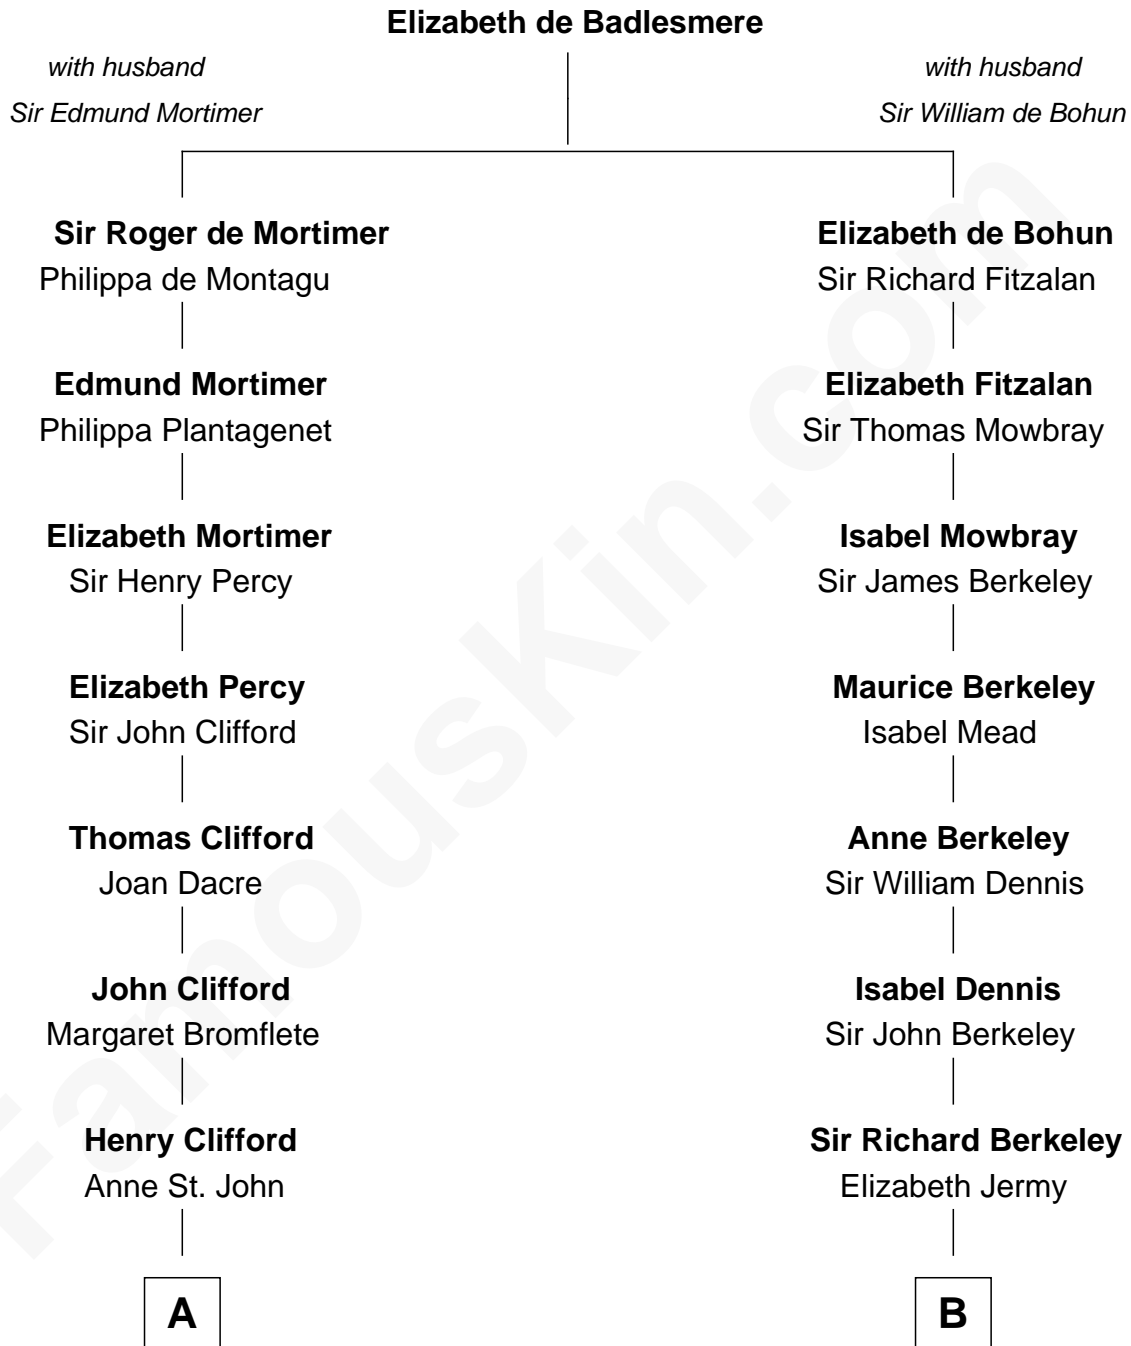 Elizabeth de Badlesmere
with husband
Sir Edmund Mortimer
with husband
Sir William de Bohun
Sir Roger de Mortimer
Philippa de Montagu
Elizabeth de Bohun
Sir Richard Fitzalan
Edmund Mortimer
Philippa Plantagenet
Elizabeth Fitzalan
Sir Thomas Mowbray
Elizabeth Mortimer
Sir Henry Percy
Isabel Mowbray
Sir James Berkeley
Elizabeth Percy
Sir John Clifford
Maurice Berkeley
Isabel Mead
Thomas Clifford
Joan Dacre
Anne Berkeley
Sir William Dennis
John Clifford
Margaret Bromflete
Isabel Dennis
Sir John Berkeley
Henry Clifford
Anne St. John
Sir Richard Berkeley
Elizabeth Jermy
A
B
FamousKin.com